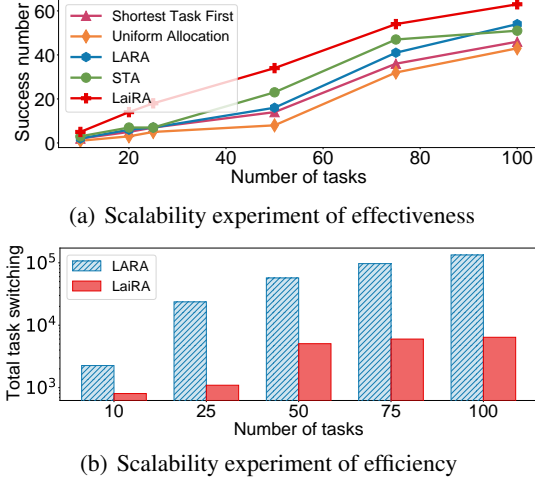 Success number
60
40
20
0
Shortest Task First
Uniform Allocation
LARA
STA
LaiRA
20 40 60 80 100
Number of tasks
(a) Scalability experiment of effectiveness
Total task switching
10^5
10^4
10^3
LARA
LaiRA
10 25 50 75 100
Number of tasks
(b) Scalability experiment of efficiency